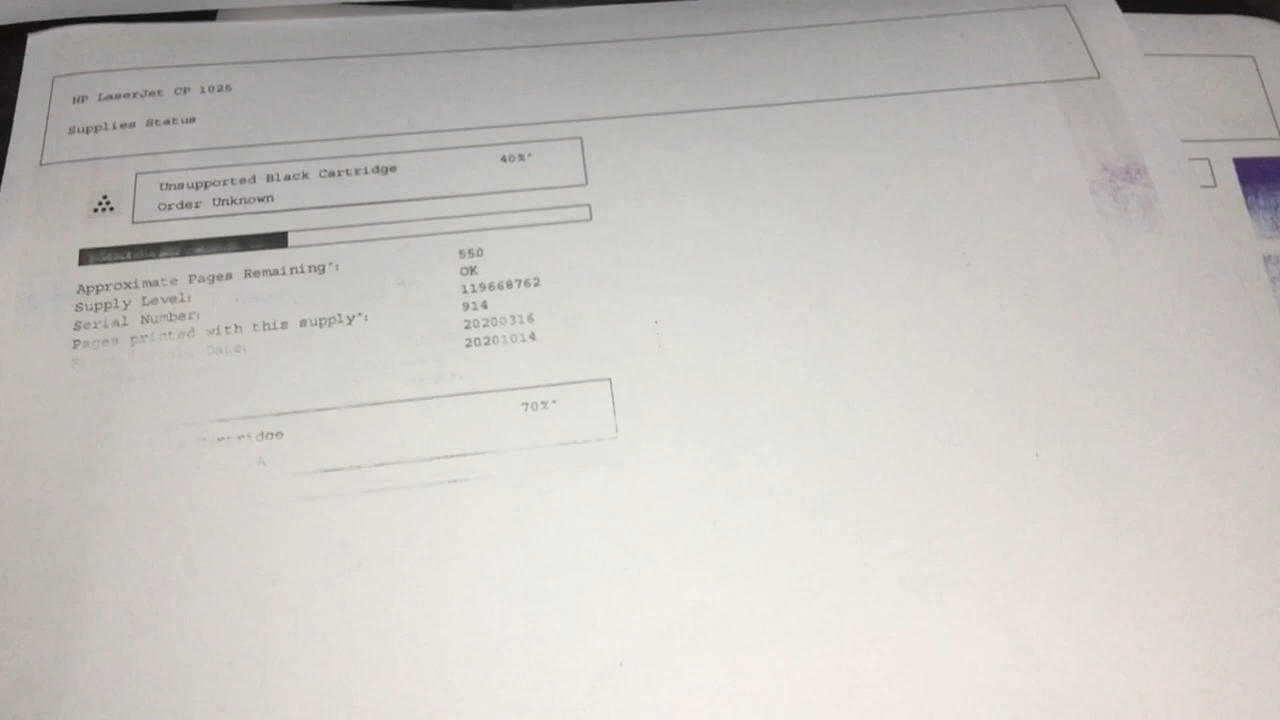 HP LaserJet CP 1025
Supplies Status
Unsupported Black Cartridge 40%*
Order Unknown
Approximate Pages Remaining*: 550
Supply Level: OK
Serial Number: 119668762
Pages printed with this supply*: 914
20200316
Date: 20201014
70%*